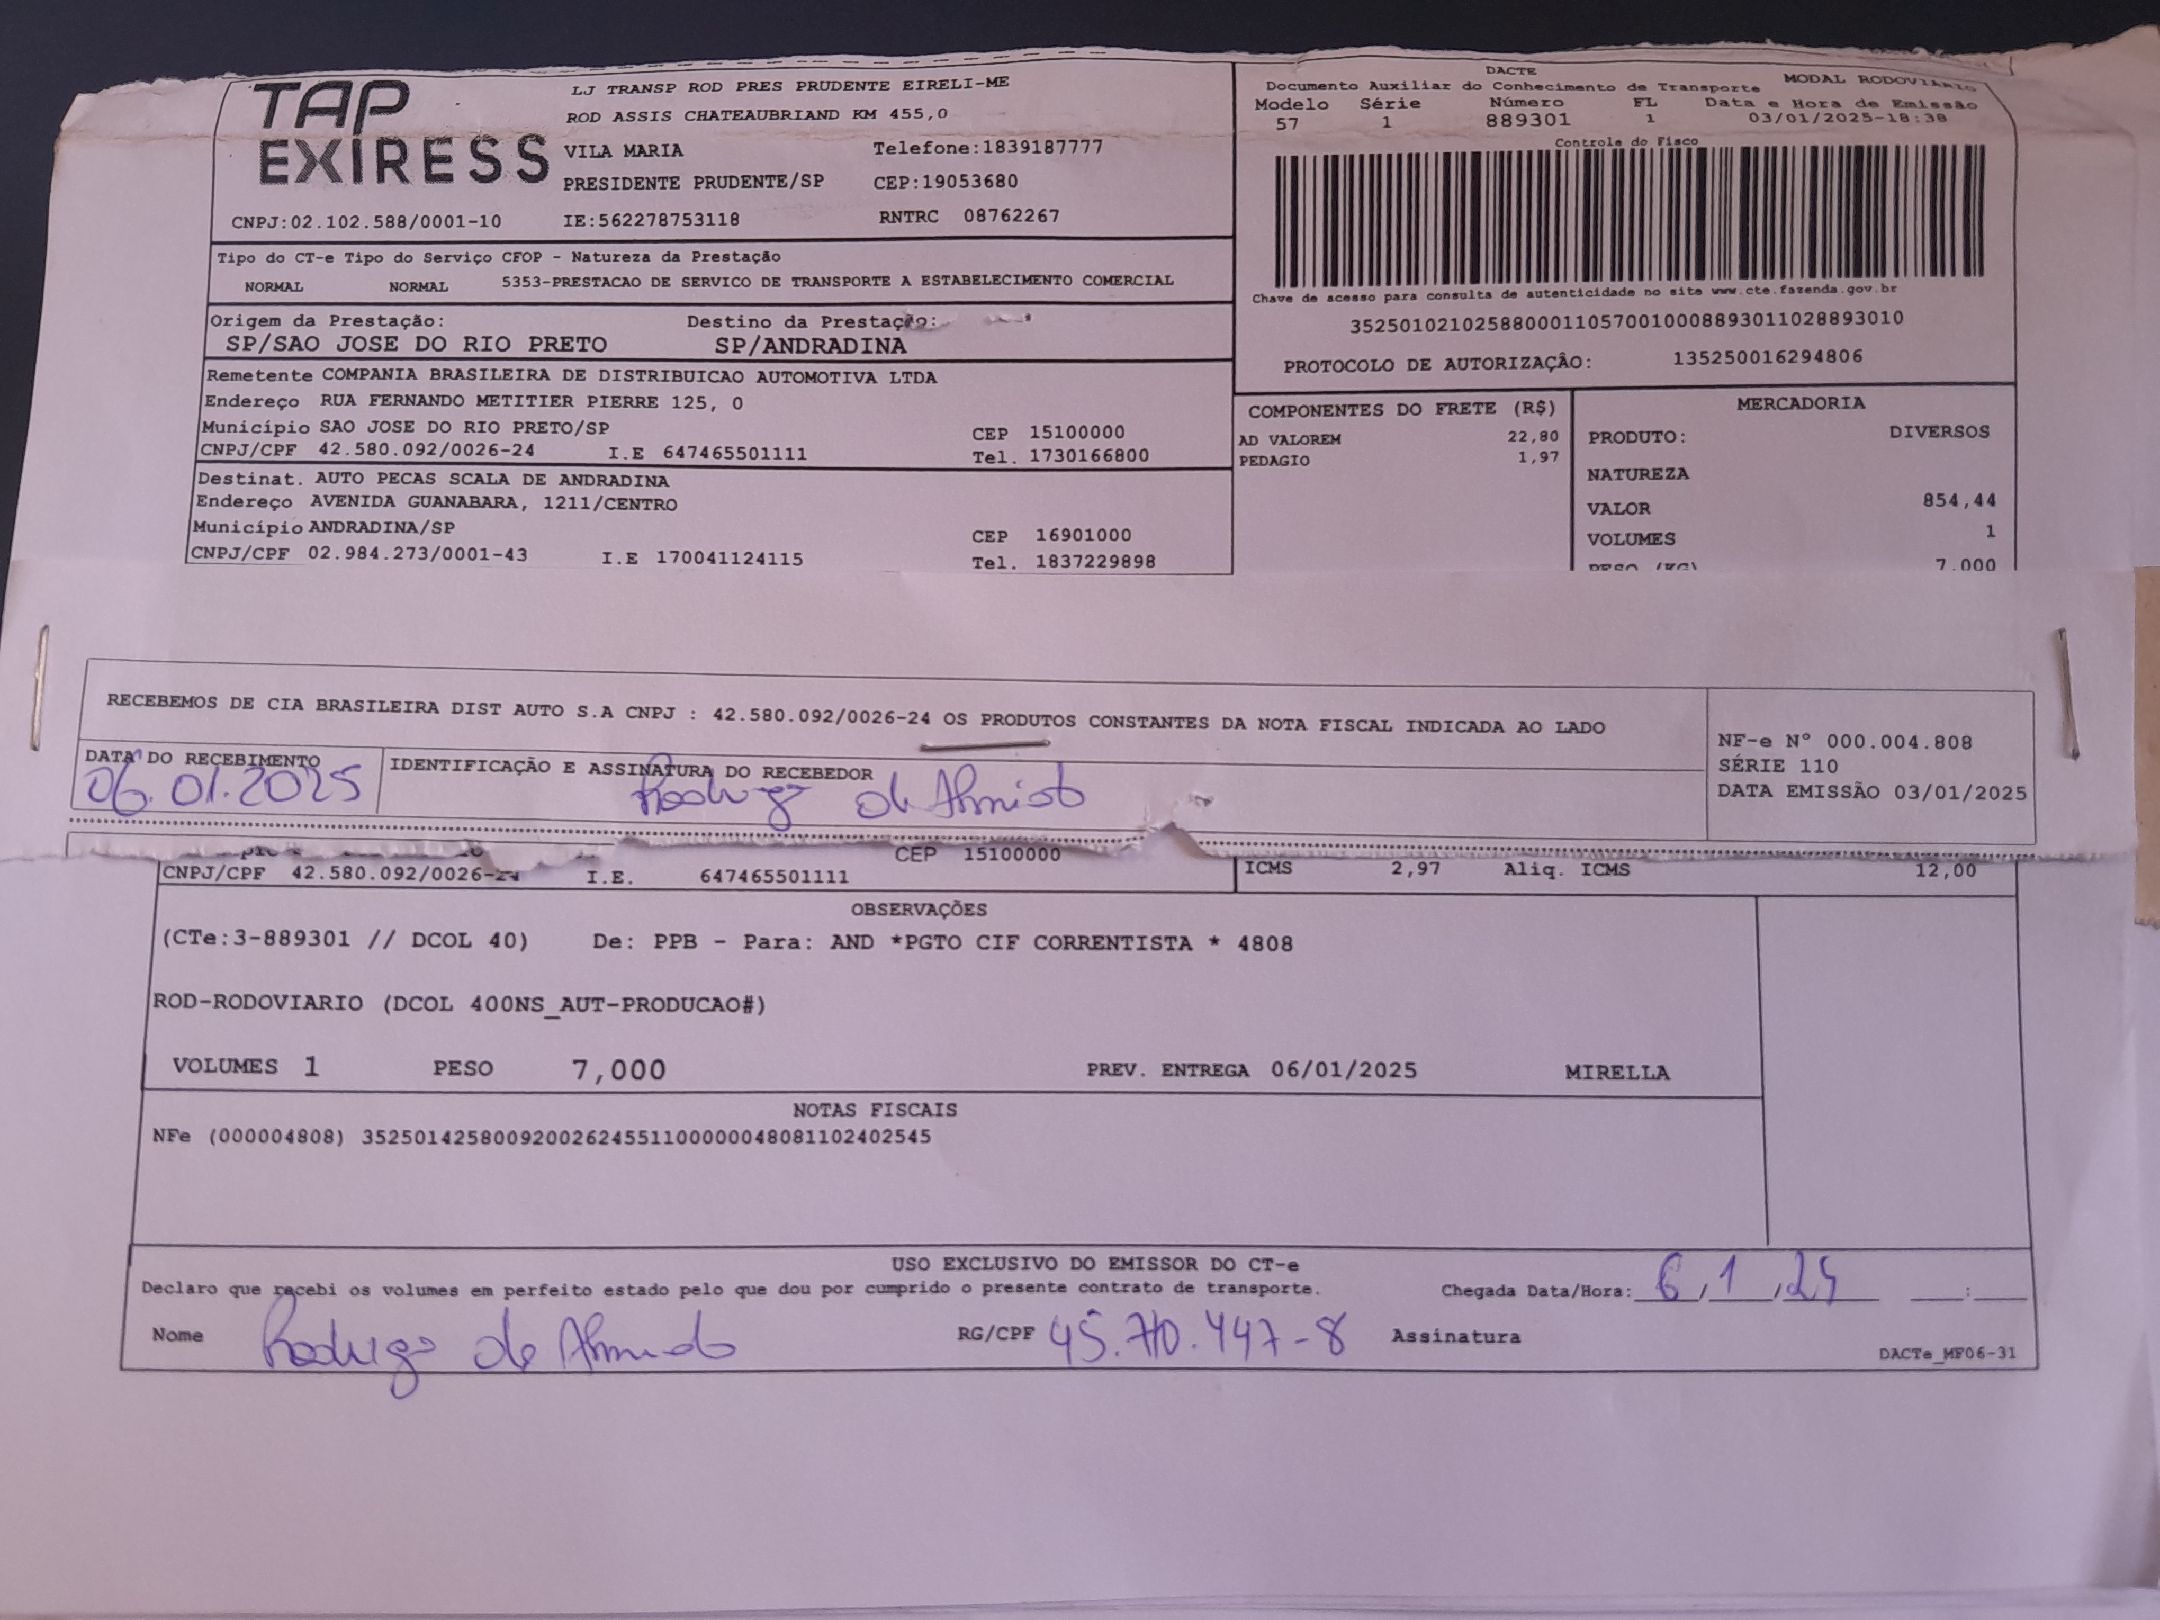 TAP
EXIRESS
LJ TRANSP ROD PRES PRUDENTE EIRELI-ME
ROD ASSIS CHATEAUBRIAND KM 455,0
VILA MARIA Telefone:1839187777
PRESIDENTE PRUDENTE/SP CEP:19053680
CNPJ:02.102.588/0001-10 IE:562278753118 RNTRC 08762267
DACTE
Documento Auxiliar do Conhecimento de Transporte MODAL RODOVIARIO
Modelo Série Número FL Data e Hora de Emissão
57 1 889301 1 03/01/2025-18:38
Controle do Fisco
Chave de acesso para consulta de autenticidade no site www.cte.fazenda.gov.br
35250102102588000110570010008893011028893010
PROTOCOLO DE AUTORIZAÇÂO: 135250016294806
Tipo do CT-e Tipo do Serviço CFOP - Natureza da Prestação
NORMAL NORMAL 5353-PRESTACAO DE SERVICO DE TRANSPORTE A ESTABELECIMENTO COMERCIAL
Origem da Prestação: Destino da Prestação:
SP/SAO JOSE DO RIO PRETO SP/ANDRADINA
Remetente COMPANIA BRASILEIRA DE DISTRIBUICAO AUTOMOTIVA LTDA
Endereço RUA FERNANDO METITIER PIERRE 125, 0
Município SAO JOSE DO RIO PRETO/SP CEP 15100000
CNPJ/CPF 42.580.092/0026-24 I.E 647465501111 Tel. 1730166800
Destinat. AUTO PECAS SCALA DE ANDRADINA
Endereço AVENIDA GUANABARA, 1211/CENTRO
Município ANDRADINA/SP CEP 16901000
CNPJ/CPF 02.984.273/0001-43 I.E 170041124115 Tel. 1837229898
COMPONENTES DO FRETE (R$)
AD VALOREM 22,80
PEDAGIO 1,97
MERCADORIA
PRODUTO: DIVERSOS
NATUREZA
VALOR 854,44
VOLUMES 1
PESO (KG) 7,000
RECEBEMOS DE CIA BRASILEIRA DIST AUTO S.A CNPJ : 42.580.092/0026-24 OS PRODUTOS CONSTANTES DA NOTA FISCAL INDICADA AO LADO
DATA DO RECEBIMENTO IDENTIFICAÇÃO E ASSINATURA DO RECEBEDOR
06.01.2025 Rodrigo de Almeida
NF-e N° 000.004.808
SÉRIE 110
DATA EMISSÃO 03/01/2025
CEP 15100000
CNPJ/CPF 42.580.092/0026-24 I.E. 647465501111
ICMS 2,97 Aliq. ICMS 12,00
OBSERVAÇÕES
(CTe:3-889301 // DCOL 40) De: PPB - Para: AND *PGTO CIF CORRENTISTA * 4808
ROD-RODOVIARIO (DCOL 400NS_AUT-PRODUCAO#)
VOLUMES 1 PESO 7,000 PREV. ENTREGA 06/01/2025 MIRELLA
NOTAS FISCAIS
NFe (000004808) 35250142580092002624551100000048081102402545
USO EXCLUSIVO DO EMISSOR DO CT-e
Declaro que recebi os volumes em perfeito estado pelo que dou por cumprido o presente contrato de transporte. Chegada Data/Hora: 6/1/25 :
Nome Rodrigo de Almeida RG/CPF 45.770.447-8 Assinatura
DACTe_MF06-31